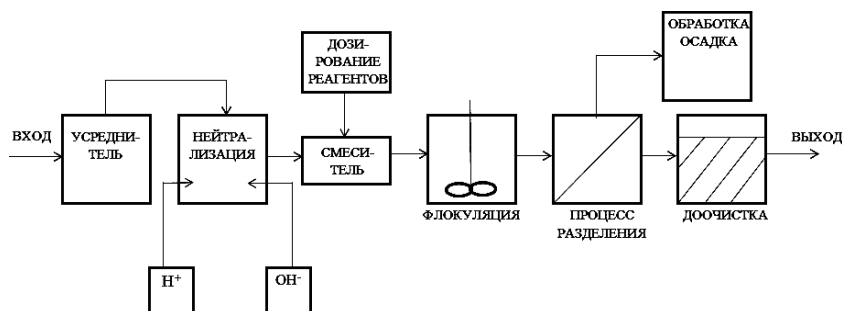 ВХОД
УСРЕДНИ-
ТЕЛЬ
НЕЙТРА-
ЛИЗАЦИЯ
ДОЗИ-
РОВАНИЕ
РЕАГЕНТОВ
СМЕСИ-
ТЕЛЬ
ФЛОКУЛЯЦИЯ
ПРОЦЕСС
РАЗДЕЛЕНИЯ
ОБРАБОТКА
ОСАДКА
ДООЧИСТКА
ВЫХОД
H⁺
OH⁻